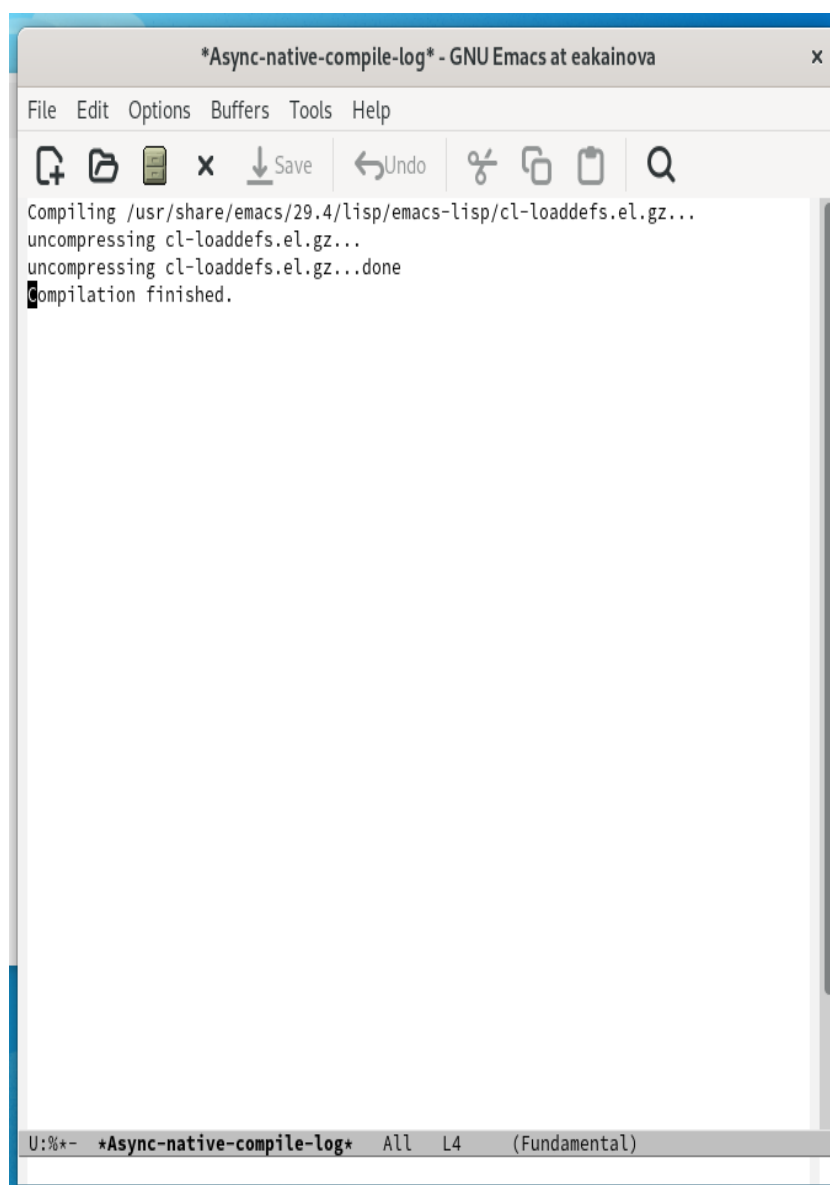 *Async-native-compile-log* - GNU Emacs at eakainova
File Edit Options Buffers Tools Help
Save Undo
Compiling /usr/share/emacs/29.4/lisp/emacs-lisp/cl-loaddefs.el.gz...
uncompressing cl-loaddefs.el.gz...
uncompressing cl-loaddefs.el.gz...done
Compilation finished.
U:%*- *Async-native-compile-log* All L4 (Fundamental)